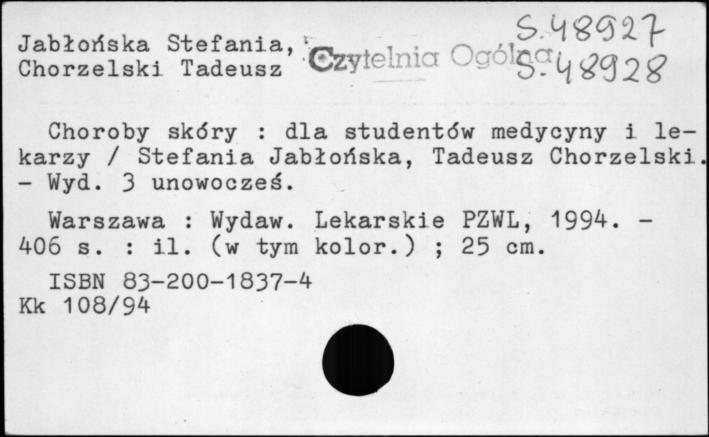 S.48927
Jabłońska Stefania,
Chorzelski Tadeusz
Czytelnia Ogólna
S.48928
Choroby skóry : dla studentów medycyny i le-
karzy / Stefania Jabłońska, Tadeusz Chorzelski.
- Wyd. 3 unowocześ.
Warszawa : Wydaw. Lekarskie PZWL, 1994. -
406 s. : il. (w tym kolor.) ; 25 cm.
ISBN 83-200-1837-4
Kk 108/94